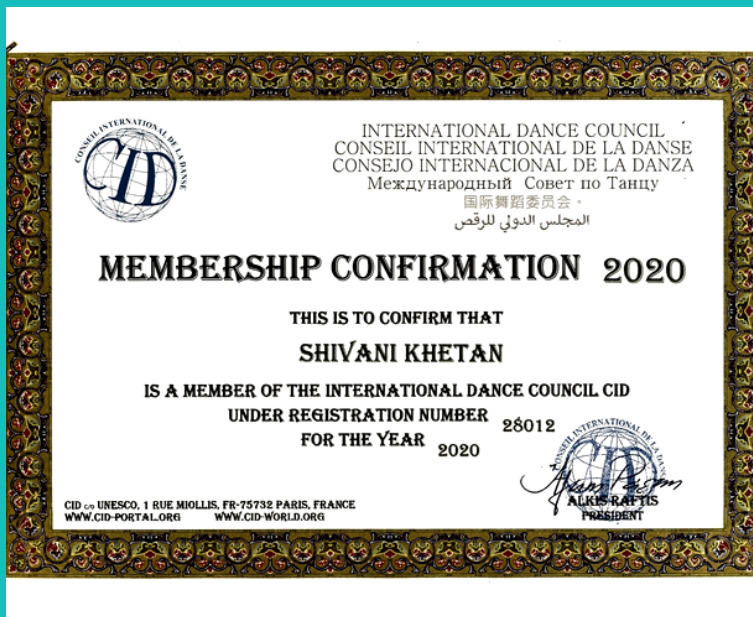 CONSEIL INTERNATIONAL DE LA DANSE
CID
INTERNATIONAL DANCE COUNCIL
CONSEIL INTERNATIONAL DE LA DANSE
CONSEJO INTERNACIONAL DE LA DANZA
Международный Совет по Танцу
国际舞蹈委员会。
المجلس الدولي للرقص
MEMBERSHIP CONFIRMATION 2020
THIS IS TO CONFIRM THAT
SHIVANI KHETAN
IS A MEMBER OF THE INTERNATIONAL DANCE COUNCIL CID
UNDER REGISTRATION NUMBER 28012
FOR THE YEAR 2020
CONSEIL INTERNATIONAL DE LA DANSE
ALKIS RAFTIS
PRESIDENT
CID c/o UNESCO, 1 RUE MIOLLIS, FR-75732 PARIS, FRANCE
WWW.CID-PORTAL.ORG WWW.CID-WORLD.ORG